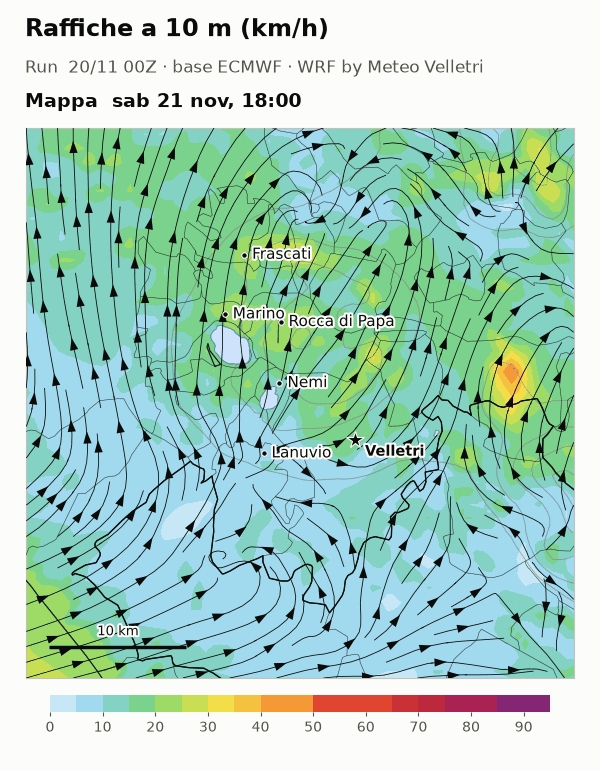 Raffiche a 10 m (km/h)
Run  20/11 00Z · base ECMWF · WRF by Meteo Velletri
Mappa  sab 21 nov, 18:00
Frascati
Marino
Rocca di Papa
Nemi
Velletri
Lanuvio
10 km
0 10 20 30 40 50 60 70 80 90